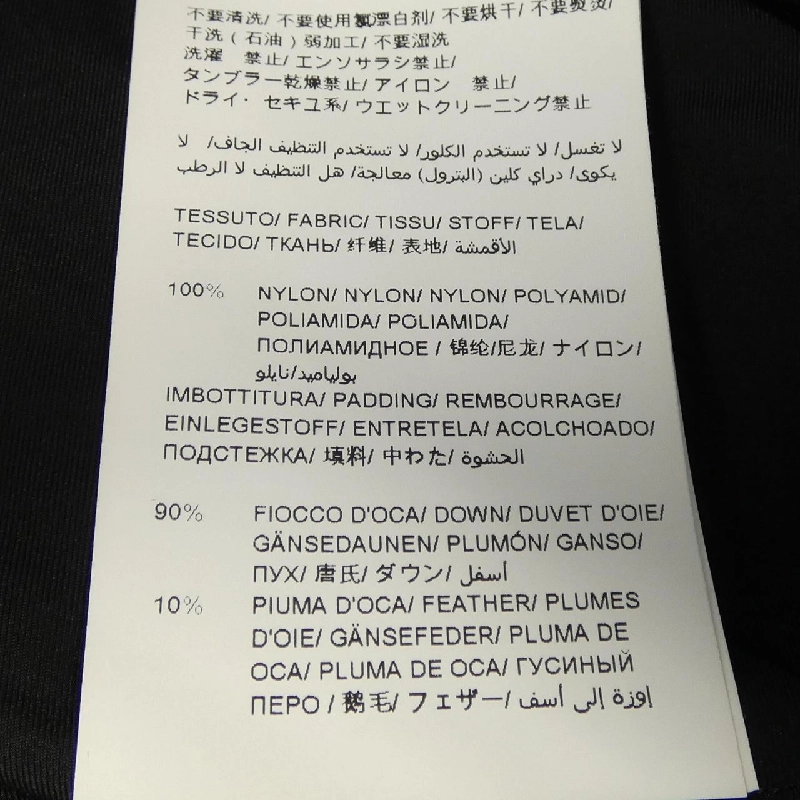 不要清洗/ 不要使用氯漂白剂/ 不要烘干/ 不要熨烫/
干洗 ( 石油 ) 弱加工/ 不要湿洗
洗濯 禁止/ エンソサラシ禁止/
タンブラー乾燥禁止/ アイロン 禁止/
ドライ・ セキユ系/ ウエットクリーニング禁止
لا تغسل/ لا تستخدم الكلور/ لا تستخدم التنظيف الجاف/ لا
يكوى/ دراي كلين (البترول) معالجة/ هل التنظيف لا الرطب
TESSUTO/ FABRIC/ TISSU/ STOFF/ TELA/
TECIDO/ ТКАНЬ/ 纤维/ 表地/ الأقمشة
100% NYLON/ NYLON/ NYLON/ POLYAMID/
POLIAMIDA/ POLIAMIDA/
ПОЛИАМИДНОЕ / 锦纶/尼龙/ ナイロン/
بولياميد/نايلو
IMBOTTITURA/ PADDING/ REMBOURRAGE/
EINLEGESTOFF/ ENTRETELA/ ACOLCHOADO/
ПОДСТЕЖКА/ 填料/ 中わた/ الحشوة
90% FIOCCO D'OCA/ DOWN/ DUVET D'OIE/
GÄNSEDAUNEN/ PLUMÓN/ GANSO/
ПУХ/ 唐氏/ ダウン/ أسفل
10% PIUMA D'OCA/ FEATHER/ PLUMES
D'OIE/ GÄNSEFEDER/ PLUMA DE
OCA/ PLUMA DE OCA/ ГУСИНЫЙ
ПЕРО / 鹅毛/ フェザー/ إوزة إلى أسف